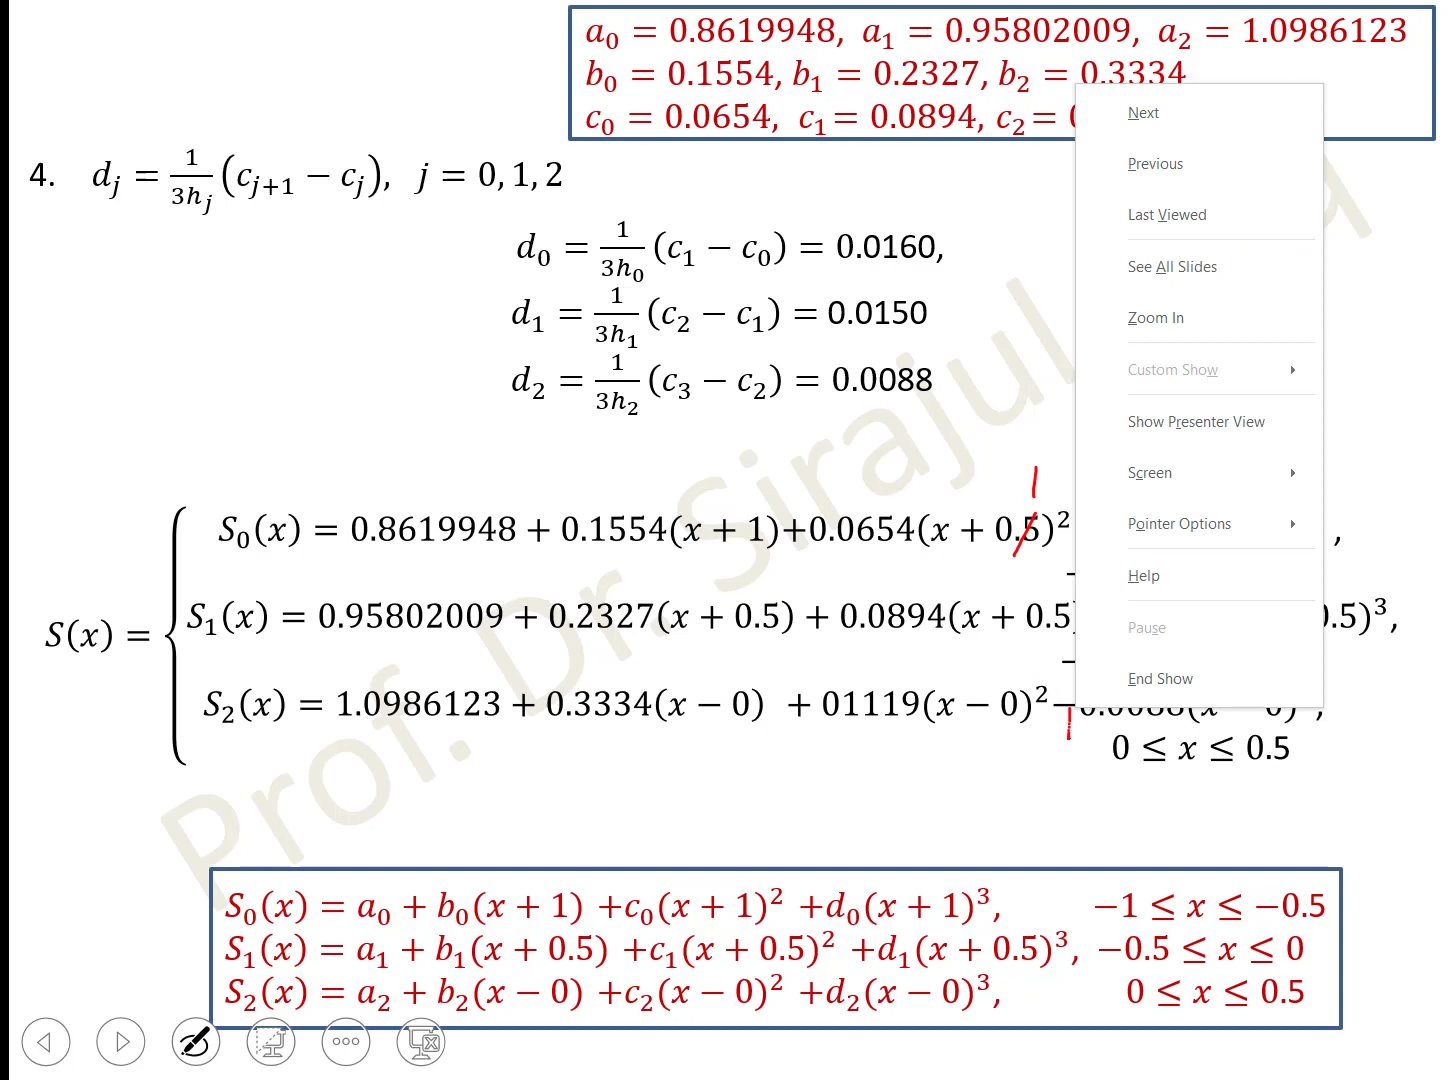 a₀ = 0.8619948, a₁ = 0.95802009, a₂ = 1.0986123
b₀ = 0.1554, b₁ = 0.2327, b₂ = 0.3334
c₀ = 0.0654, c₁ = 0.0894, c₂ =
4. dⱼ = 1/(3hⱼ) (cⱼ₊₁ − cⱼ), j = 0, 1, 2
d₀ = 1/(3h₀) (c₁ − c₀) = 0.0160,
d₁ = 1/(3h₁) (c₂ − c₁) = 0.0150
d₂ = 1/(3h₂) (c₃ − c₂) = 0.0088
Next
Previous
Last Viewed
See All Slides
Zoom In
Custom Show
Show Presenter View
Screen
Pointer Options
Help
Pause
End Show
1
S₀(x) = 0.8619948 + 0.1554(x + 1)+0.0654(x + 0.5)² ,
S(x) =
S₁(x) = 0.95802009 + 0.2327(x + 0.5) + 0.0894(x + 0.5) 0.5)³,
S₂(x) = 1.0986123 + 0.3334(x − 0) + 01119(x − 0)²
0 ≤ x ≤ 0.5
Prof. Dr. Sirajul
S₀(x) = a₀ + b₀(x + 1) +c₀(x + 1)² +d₀(x + 1)³, −1 ≤ x ≤ −0.5
S₁(x) = a₁ + b₁(x + 0.5) +c₁(x + 0.5)² +d₁(x + 0.5)³, −0.5 ≤ x ≤ 0
S₂(x) = a₂ + b₂(x − 0) +c₂(x − 0)² +d₂(x − 0)³, 0 ≤ x ≤ 0.5